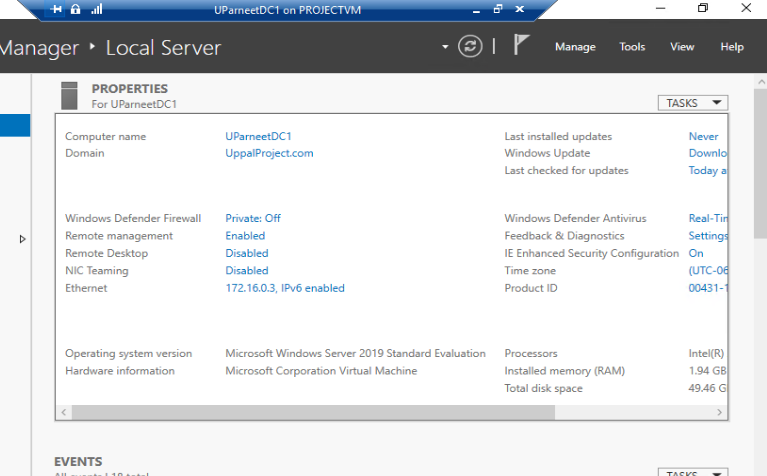 UParneetDC1 on PROJECTVM
Manager • Local Server
Manage Tools View Help
PROPERTIES
For UParneetDC1
TASKS
Computer name UParneetDC1 Last installed updates Never
Domain UppalProject.com Windows Update Downlo
Last checked for updates Today a
Windows Defender Firewall Private: Off Windows Defender Antivirus Real-Tim
Remote management Enabled Feedback & Diagnostics Settings
Remote Desktop Disabled IE Enhanced Security Configuration On
NIC Teaming Disabled Time zone (UTC-06
Ethernet 172.16.0.3, IPv6 enabled Product ID 00431-1
Operating system version Microsoft Windows Server 2019 Standard Evaluation Processors Intel(R)
Hardware information Microsoft Corporation Virtual Machine Installed memory (RAM) 1.94 GB
Total disk space 49.46 G
EVENTS
All events | 18 total
TASKS